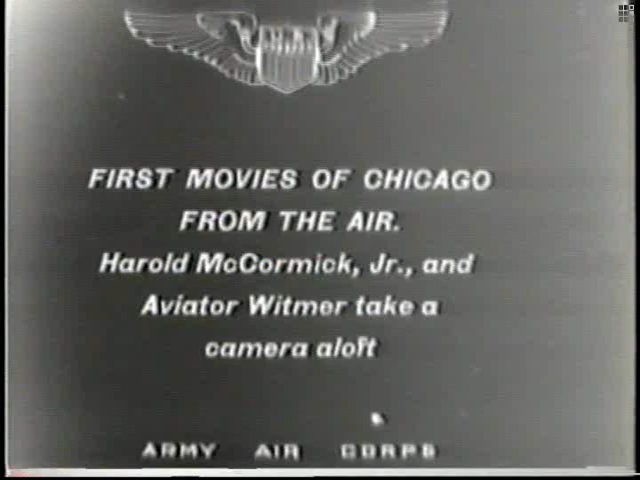 FIRST MOVIES OF CHICAGO
FROM THE AIR.
Harold McCormick, Jr., and
Aviator Witmer take a
camera aloft
ARMY AIR CORPS